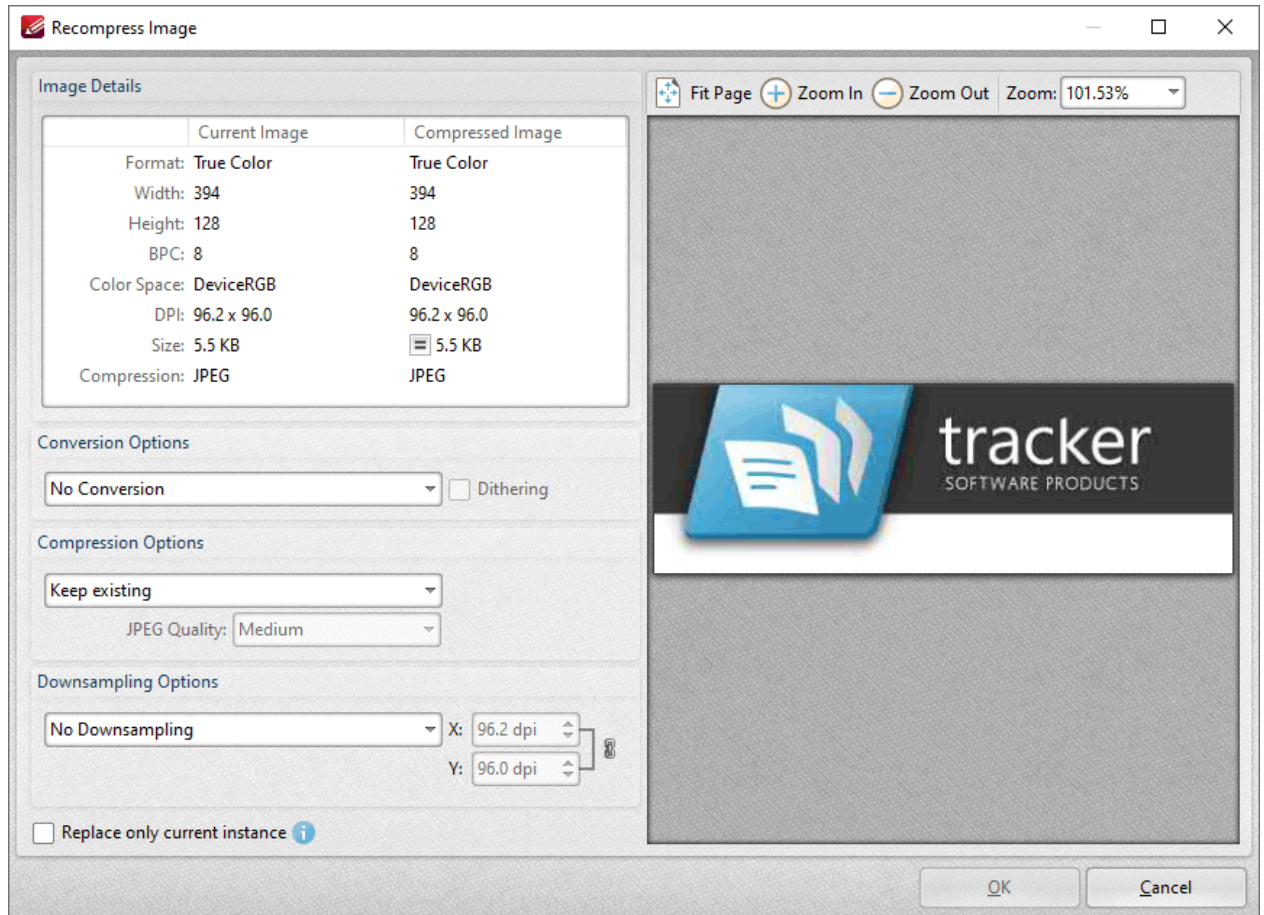 Recompress Image
Image Details
Current Image Compressed Image
Format: True Color True Color
Width: 394 394
Height: 128 128
BPC: 8 8
Color Space: DeviceRGB DeviceRGB
DPI: 96.2 x 96.0 96.2 x 96.0
Size: 5.5 KB = 5.5 KB
Compression: JPEG JPEG
Conversion Options
No Conversion Dithering
Compression Options
Keep existing
JPEG Quality: Medium
Downsampling Options
No Downsampling X: 96.2 dpi
Y: 96.0 dpi
Replace only current instance i
Fit Page Zoom In Zoom Out Zoom: 101.53%
tracker
SOFTWARE PRODUCTS
OK Cancel